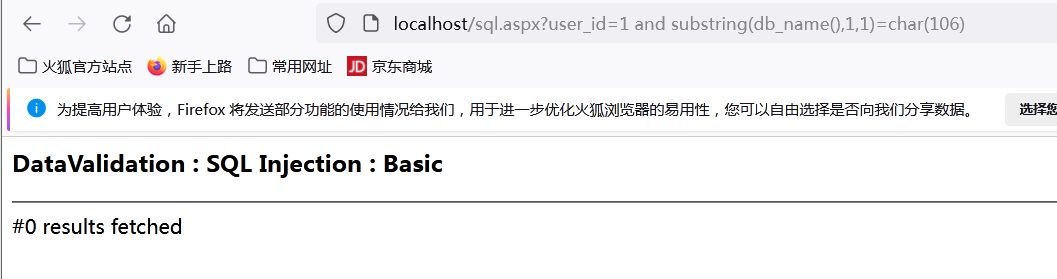 localhost/sql.aspx?user_id=1 and substring(db_name(),1,1)=char(106)
火狐官方站点 新手上路 常用网址 JD 京东商城
为提高用户体验，Firefox 将发送部分功能的使用情况给我们，用于进一步优化火狐浏览器的易用性，您可以自由选择是否向我们分享数据。 选择您
DataValidation : SQL Injection : Basic
#0 results fetched